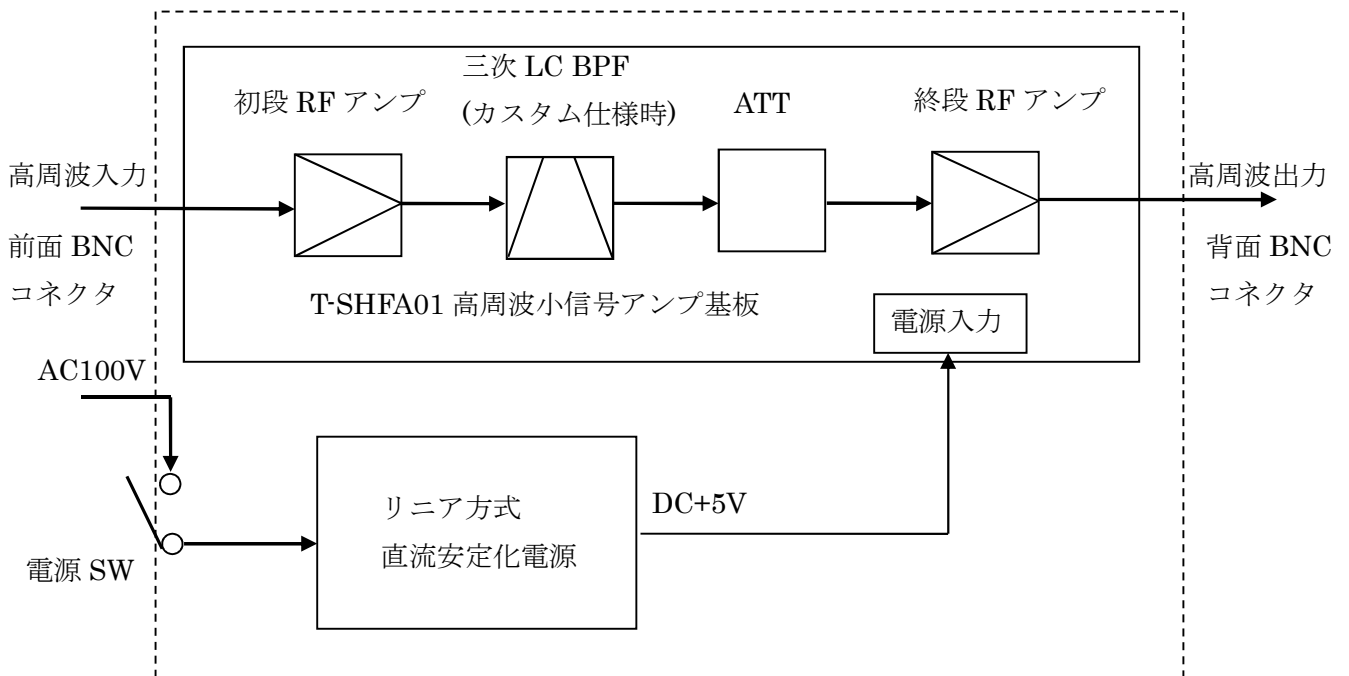 三次 LC BPF
(カスタム仕様時)
初段 RF アンプ
ATT
終段 RF アンプ
高周波入力
前面 BNC
コネクタ
高周波出力
背面 BNC
コネクタ
T-SHFA01 高周波小信号アンプ基板
電源入力
AC100V
電源 SW
リニア方式
直流安定化電源
DC+5V